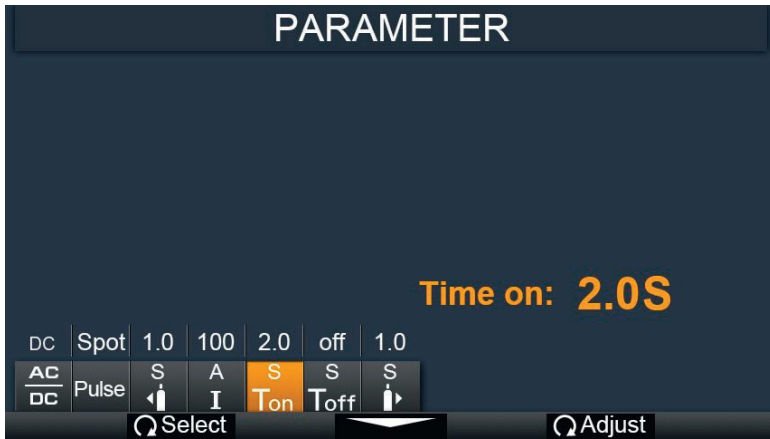 PARAMETER
Time on: 2.0S
DC Spot 1.0 100 2.0 off 1.0
AC DC Pulse S A I S Ton S Toff S
Select Adjust